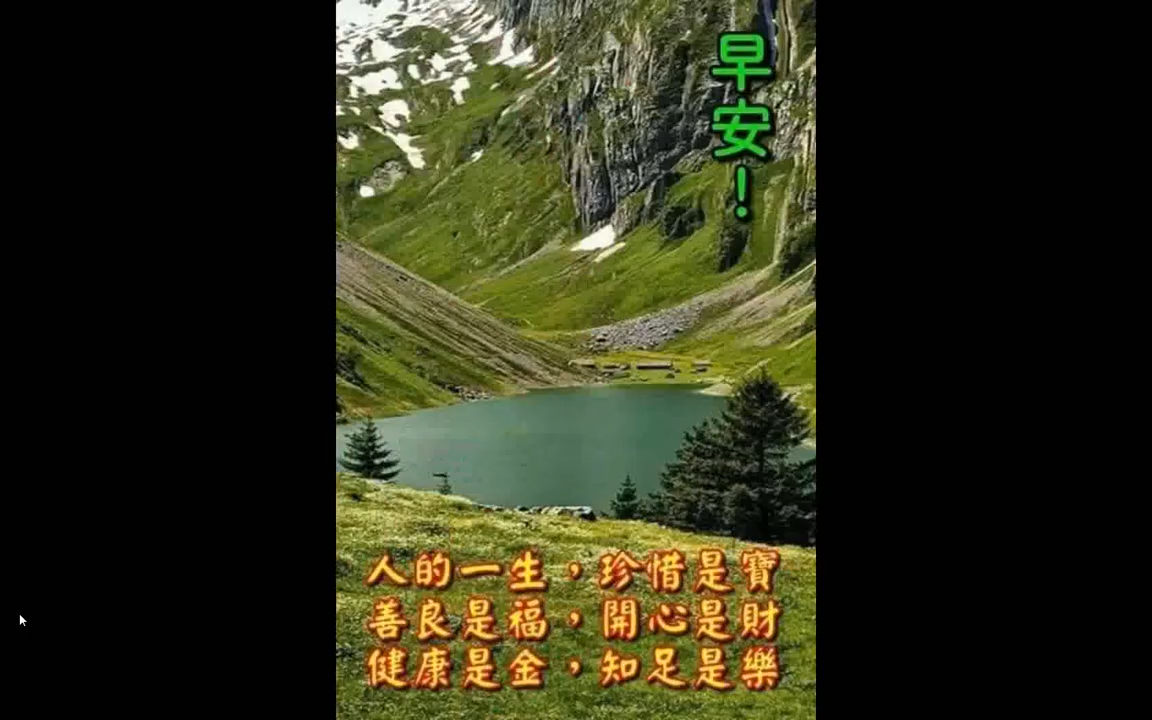 早安！
人的一生，珍惜是寶
善良是福，開心是財
健康是金，知足是樂